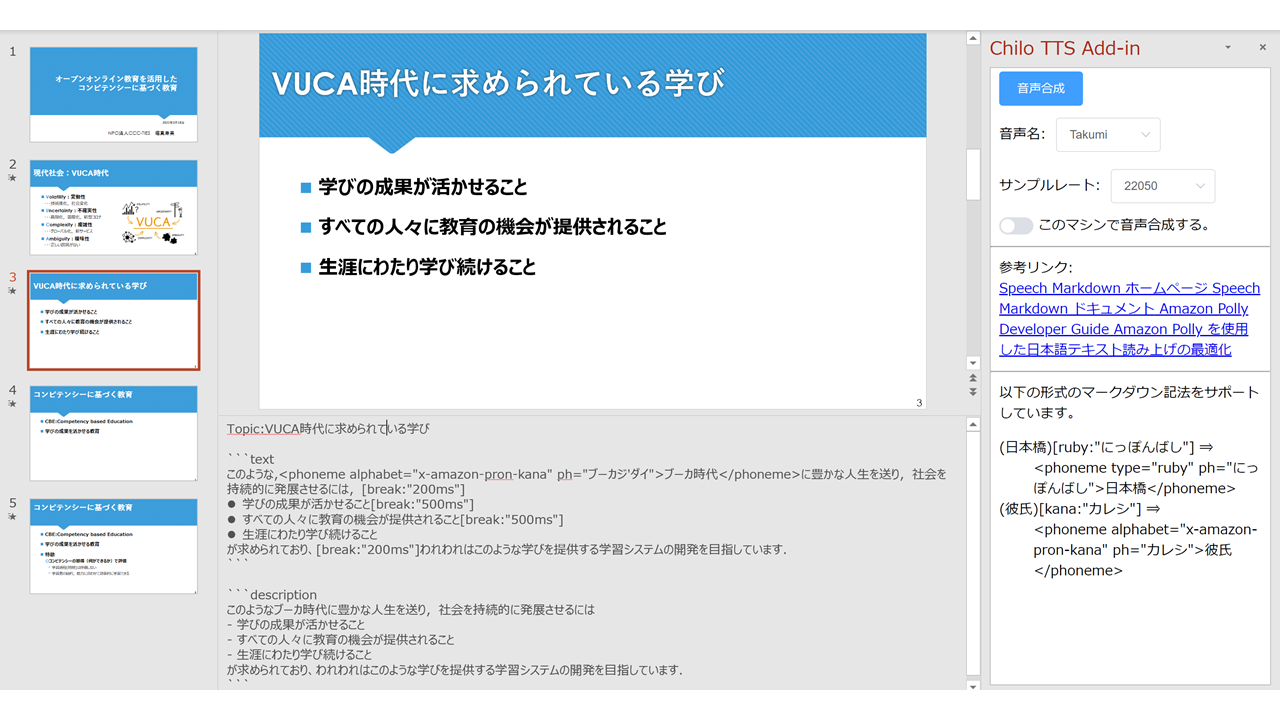 1
オープンオンライン教育を活用した
コンピテンシーに基づく教育
NPO法人CCC-TIES 堀真寿美
2
現代社会：VUCA時代
Volatility：変動性
Uncertainty：不確実性
Complexity：複雑性
Ambiguity：曖昧性
VUCA
3
VUCA時代に求められている学び
学びの成果が活かせること
すべての人々に教育の機会が提供されること
生涯にわたり学び続けること
4
コンピテンシーに基づく教育
CBE:Competency based Education
学びの成果を活かせる教育
5
コンピテンシーに基づく教育
CBE:Competency based Education
学びの成果を活かせる教育
特徴
VUCA時代に求められている学び
学びの成果が活かせること
すべての人々に教育の機会が提供されること
生涯にわたり学び続けること
3
Topic:VUCA時代に求められている学び
```text
このような,<phoneme alphabet="x-amazon-pron-kana" ph="ブーカジ'ダイ">ブーカ時代</phoneme>に豊かな人生を送り，社会を
持続的に発展させるには，[break:"200ms"]
● 学びの成果が活かせること[break:"500ms"]
● すべての人々に教育の機会が提供されること[break:"500ms"]
● 生涯にわたり学び続けること
が求められており、[break:"200ms"]われわれはこのような学びを提供する学習システムの開発を目指しています．
```
```description
このようなブーカ時代に豊かな人生を送り，社会を持続的に発展させるには
- 学びの成果が活かせること
- すべての人々に教育の機会が提供されること
- 生涯にわたり学び続けること
が求められており、われわれはこのような学びを提供する学習システムの開発を目指しています．
```
Chilo TTS Add-in
音声合成
音声名： Takumi
サンプルレート： 22050
このマシンで音声合成する。
参考リンク:
Speech Markdown ホームページ Speech
Markdown ドキュメント Amazon Polly
Developer Guide Amazon Polly を使用
した日本語テキスト読み上げの最適化
以下の形式のマークダウン記法をサポート
しています。
(日本橋)[ruby:"にっぽんばし"] ⇒
<phoneme type="ruby" ph="にっ
ぽんばし">日本橋</phoneme>
(彼氏)[kana:"カレシ"] ⇒
<phoneme alphabet="x-amazon-
pron-kana" ph="カレシ">彼氏
</phoneme>